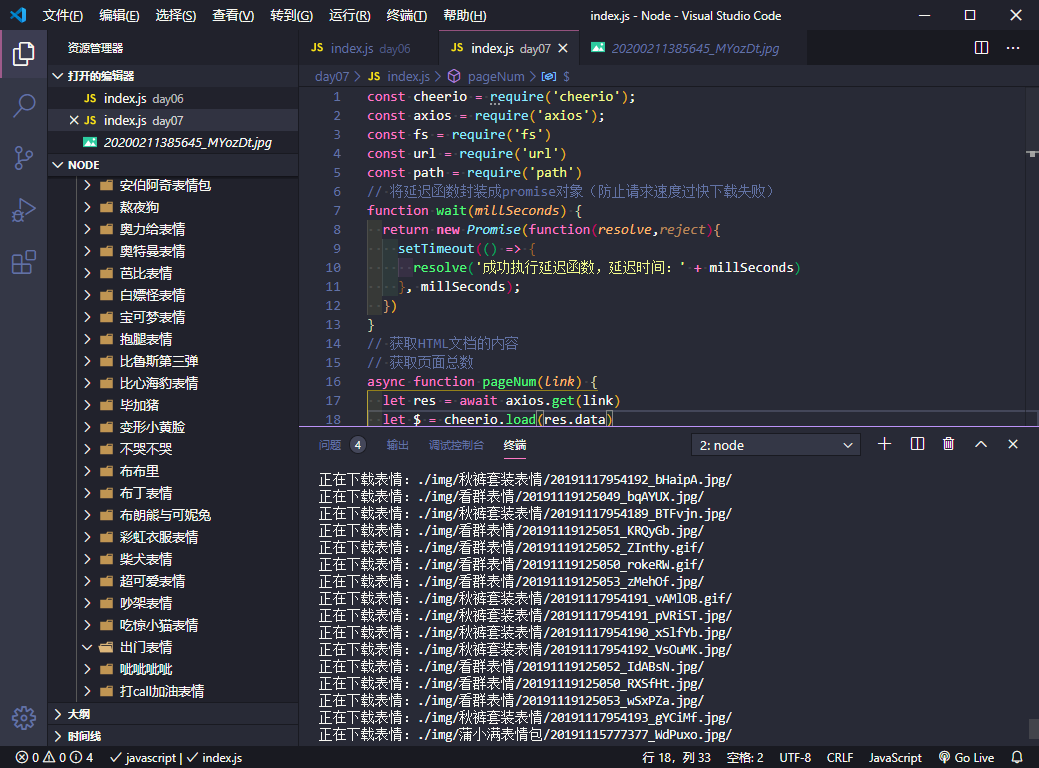 文件(F) 编辑(E) 选择(S) 查看(V) 转到(G) 运行(R) 终端(T) 帮助(H) index.js - Node - Visual Studio Code
资源管理器
打开的编辑器
JS index.js day06
JS index.js day07
20200211385645_MYozDt.jpg
NODE
安伯阿奇表情包
熬夜狗
奥力给表情
奥特曼表情
芭比表情
白嫖怪表情
宝可梦表情
抱腿表情
比鲁斯第三弹
比心海豹表情
毕加猪
变形小黄脸
不哭不哭
布布里
布丁表情
布朗熊与可妮兔
彩虹衣服表情
柴犬表情
超可爱表情
吵架表情
吃惊小猫表情
出门表情
呲呲呲呲
打call加油表情
大纲
时间线
JS index.js day06 JS index.js day07 20200211385645_MYozDt.jpg
day07 > JS index.js > pageNum > $
1 const cheerio = require('cheerio');
2 const axios = require('axios');
3 const fs = require('fs')
4 const url = require('url')
5 const path = require('path')
6 // 将延迟函数封装成promise对象（防止请求速度过快下载失败）
7 function wait(millSeconds) {
8 return new Promise(function(resolve,reject){
9 setTimeout(() => {
10 resolve('成功执行延迟函数，延迟时间：' + millSeconds)
11 }, millSeconds);
12 })
13 }
14 // 获取HTML文档的内容
15 // 获取页面总数
16 async function pageNum(link) {
17 let res = await axios.get(link)
18 let $ = cheerio.load(res.data)
问题 4 输出 调试控制台 终端 2: node
正在下载表情：./img/秋裤套装表情/20191117954192_bHaipA.jpg/
正在下载表情：./img/看群表情/20191119125049_bqAYUX.jpg/
正在下载表情：./img/秋裤套装表情/20191117954189_BTFvjn.jpg/
正在下载表情：./img/看群表情/20191119125051_KRQyGb.jpg/
正在下载表情：./img/看群表情/20191119125052_ZInthy.gif/
正在下载表情：./img/看群表情/20191119125050_rokeRW.gif/
正在下载表情：./img/看群表情/20191119125053_zMehOf.jpg/
正在下载表情：./img/秋裤套装表情/20191117954191_vAMlOB.gif/
正在下载表情：./img/秋裤套装表情/20191117954191_pVRiST.jpg/
正在下载表情：./img/秋裤套装表情/20191117954190_xSlfYb.jpg/
正在下载表情：./img/秋裤套装表情/20191117954192_VsOuMK.jpg/
正在下载表情：./img/看群表情/20191119125052_IdABsN.jpg/
正在下载表情：./img/看群表情/20191119125050_RXSfHt.jpg/
正在下载表情：./img/看群表情/20191119125053_wSxPZa.jpg/
正在下载表情：./img/秋裤套装表情/20191117954193_gYCiMf.jpg/
正在下载表情：./img/蒲小满表情包/20191115777377_WdPuxo.jpg/
0 0 4 javascript | index.js 行 18，列 33 空格: 2 UTF-8 CRLF JavaScript Go Live